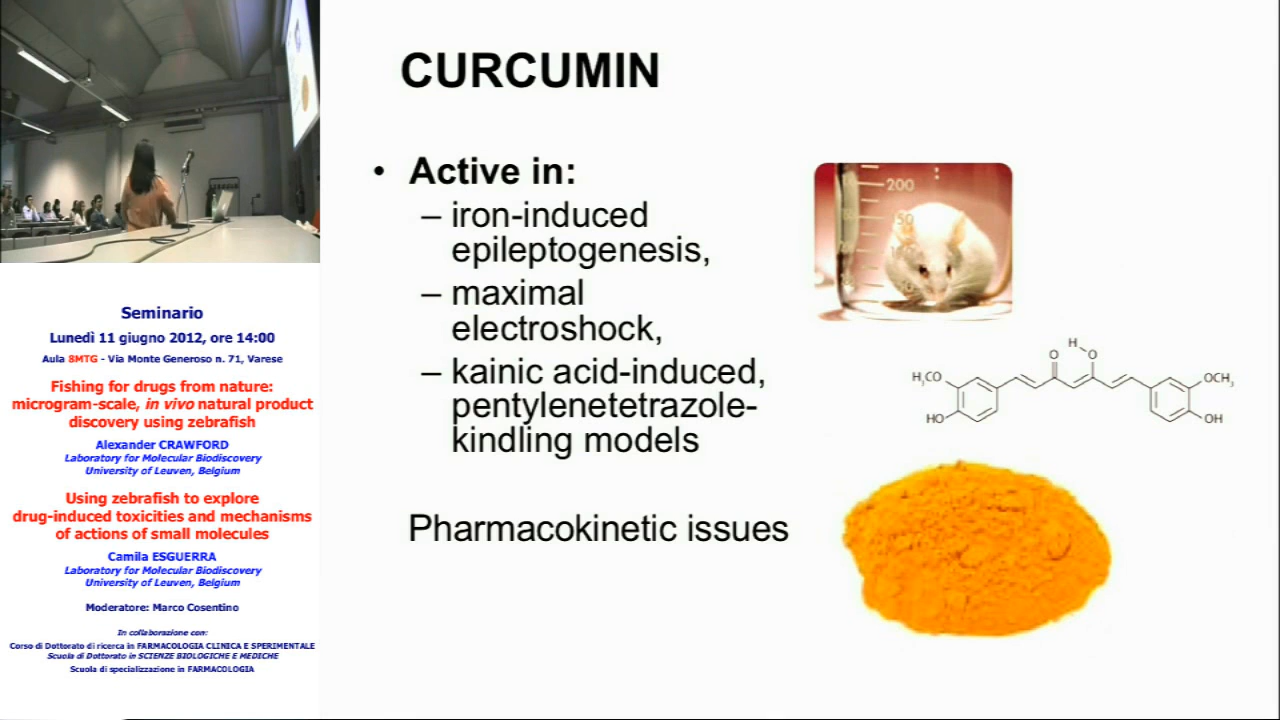 CURCUMIN
• Active in:
– iron-induced
epileptogenesis,
– maximal
electroshock,
– kainic acid-induced,
pentylenetetrazole-
kindling models
Pharmacokinetic issues
200
H
O
O
H₃CO
OCH₃
HO
OH
Seminario
Lunedì 11 giugno 2012, ore 14:00
Aula 8MTG - Via Monte Generoso n. 71, Varese
Fishing for drugs from nature:
microgram-scale, in vivo natural product
discovery using zebrafish
Alexander CRAWFORD
Laboratory for Molecular Biodiscovery
University of Leuven, Belgium
Using zebrafish to explore
drug-induced toxicities and mechanisms
of actions of small molecules
Camila ESGUERRA
Laboratory for Molecular Biodiscovery
University of Leuven, Belgium
Moderatore: Marco Cosentino
In collaborazione con:
Corso di Dottorato di ricerca in FARMACOLOGIA CLINICA E SPERIMENTALE
Scuola di Dottorato in SCIENZE BIOLOGICHE E MEDICHE
Scuola di specializzazione in FARMACOLOGIA